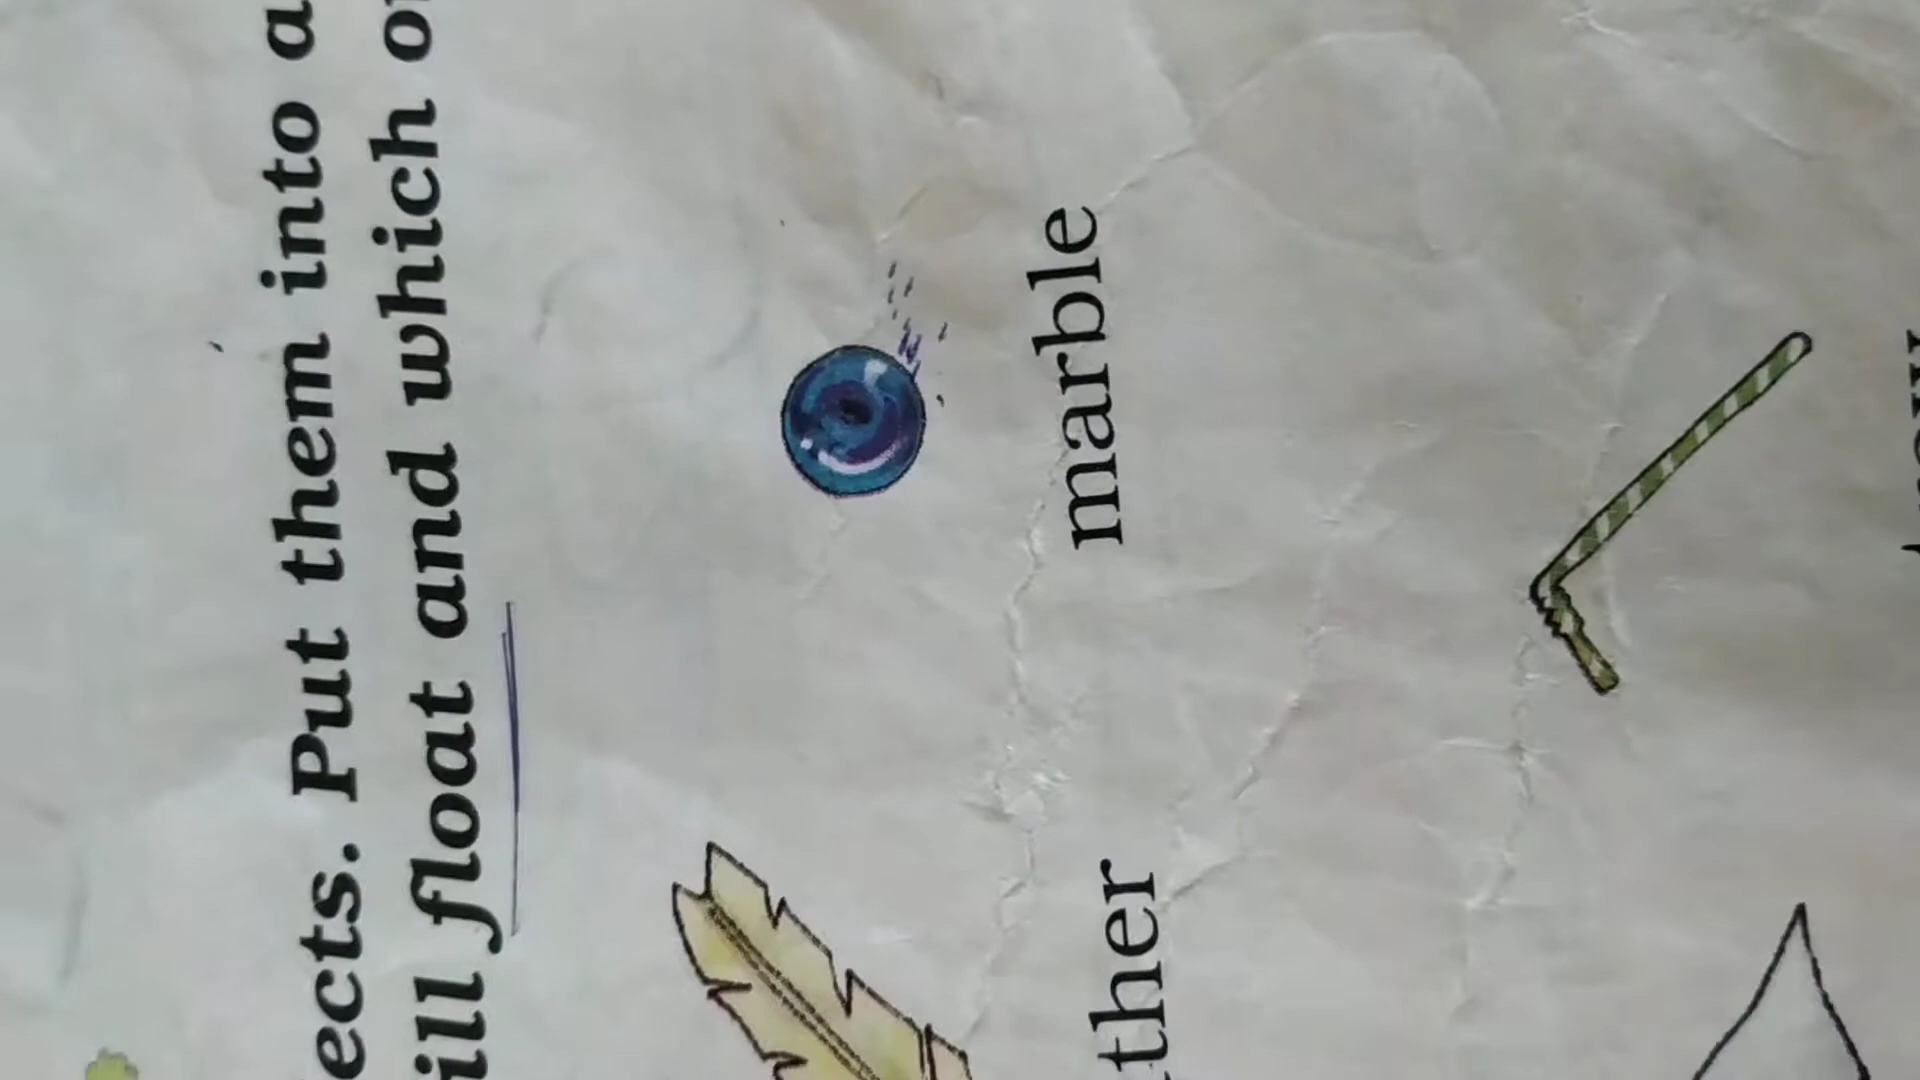 ects. Put them into a
ill float and which o
ther marble